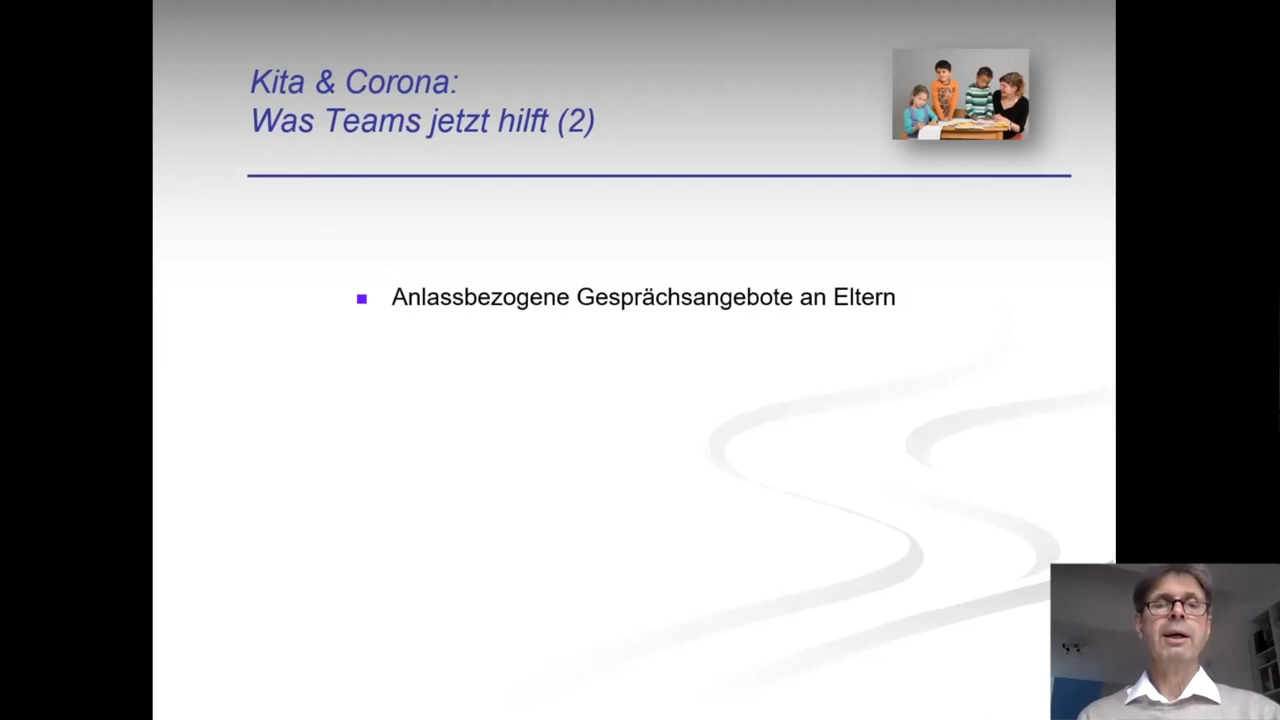 Kita & Corona:
Was Teams jetzt hilft (2)
Anlassbezogene Gesprächsangebote an Eltern